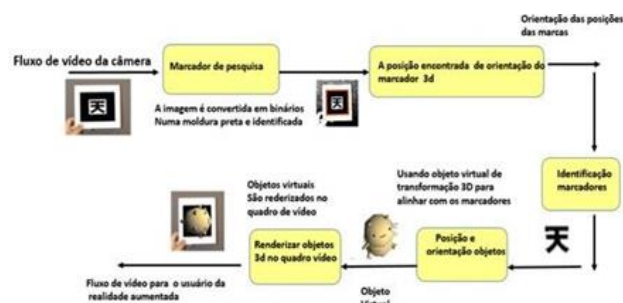 Orientação das posições
das marcas
Fluxo de vídeo da câmera
Marcador de pesquisa
A posição encontrada de orientação do
marcador 3d
A imagem é convertida em binários
Numa moldura preta e identificada
天
天
Identificação
marcadores
天
Usando objeto virtual de
transformação 3D para
alinhar com os marcadores
Posição e
orientação objetos
Objeto
Virtual
Objetos virtuais
São rederizados no
quadro de vídeo
Renderizar objetos
3d no quadro vídeo
Fluxo de vídeo para o usuário da
realidade aumentada